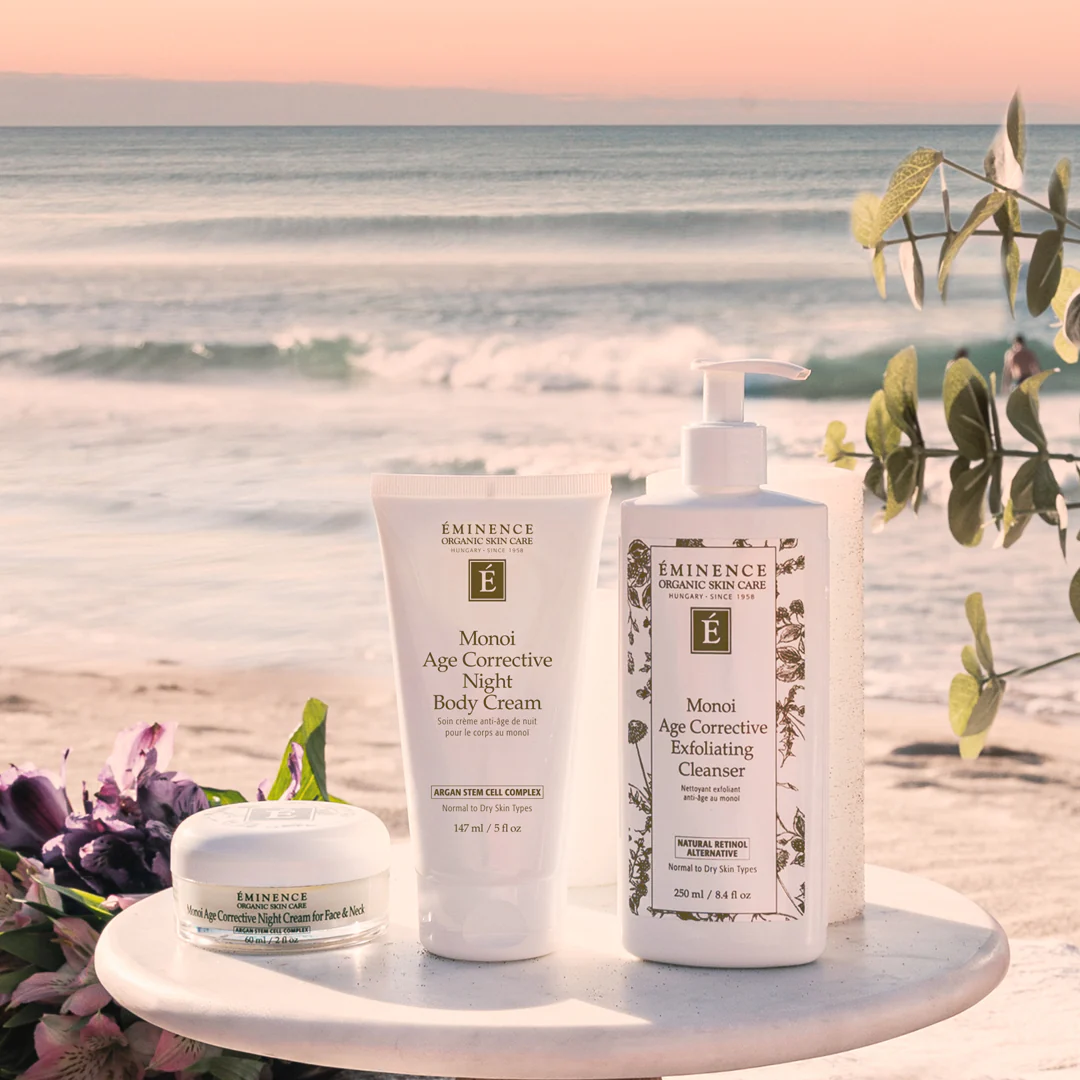 ÉMINENCE
ORGANIC SKIN CARE
HUNGARY - SINCE 1958
É
Monoi
Age Corrective
Night
Body Cream
Soin crème anti-âge de nuit
pour le corps au monoï
ARGAN STEM CELL COMPLEX
Normal to Dry Skin Types
147 ml / 5 fl oz
ÉMINENCE
ORGANIC SKIN CARE
HUNGARY - SINCE 1958
É
Monoi
Age Corrective
Exfoliating
Cleanser
Nettoyant exfoliant
anti-âge au monoï
NATURAL RETINOL
ALTERNATIVE
Normal to Dry Skin Types
250 ml / 8.4 fl oz
ÉMINENCE
ORGANIC SKIN CARE
Monoi Age Corrective Night Cream for Face & Neck
ARGAN STEM CELL COMPLEX
60 ml / 2 fl oz